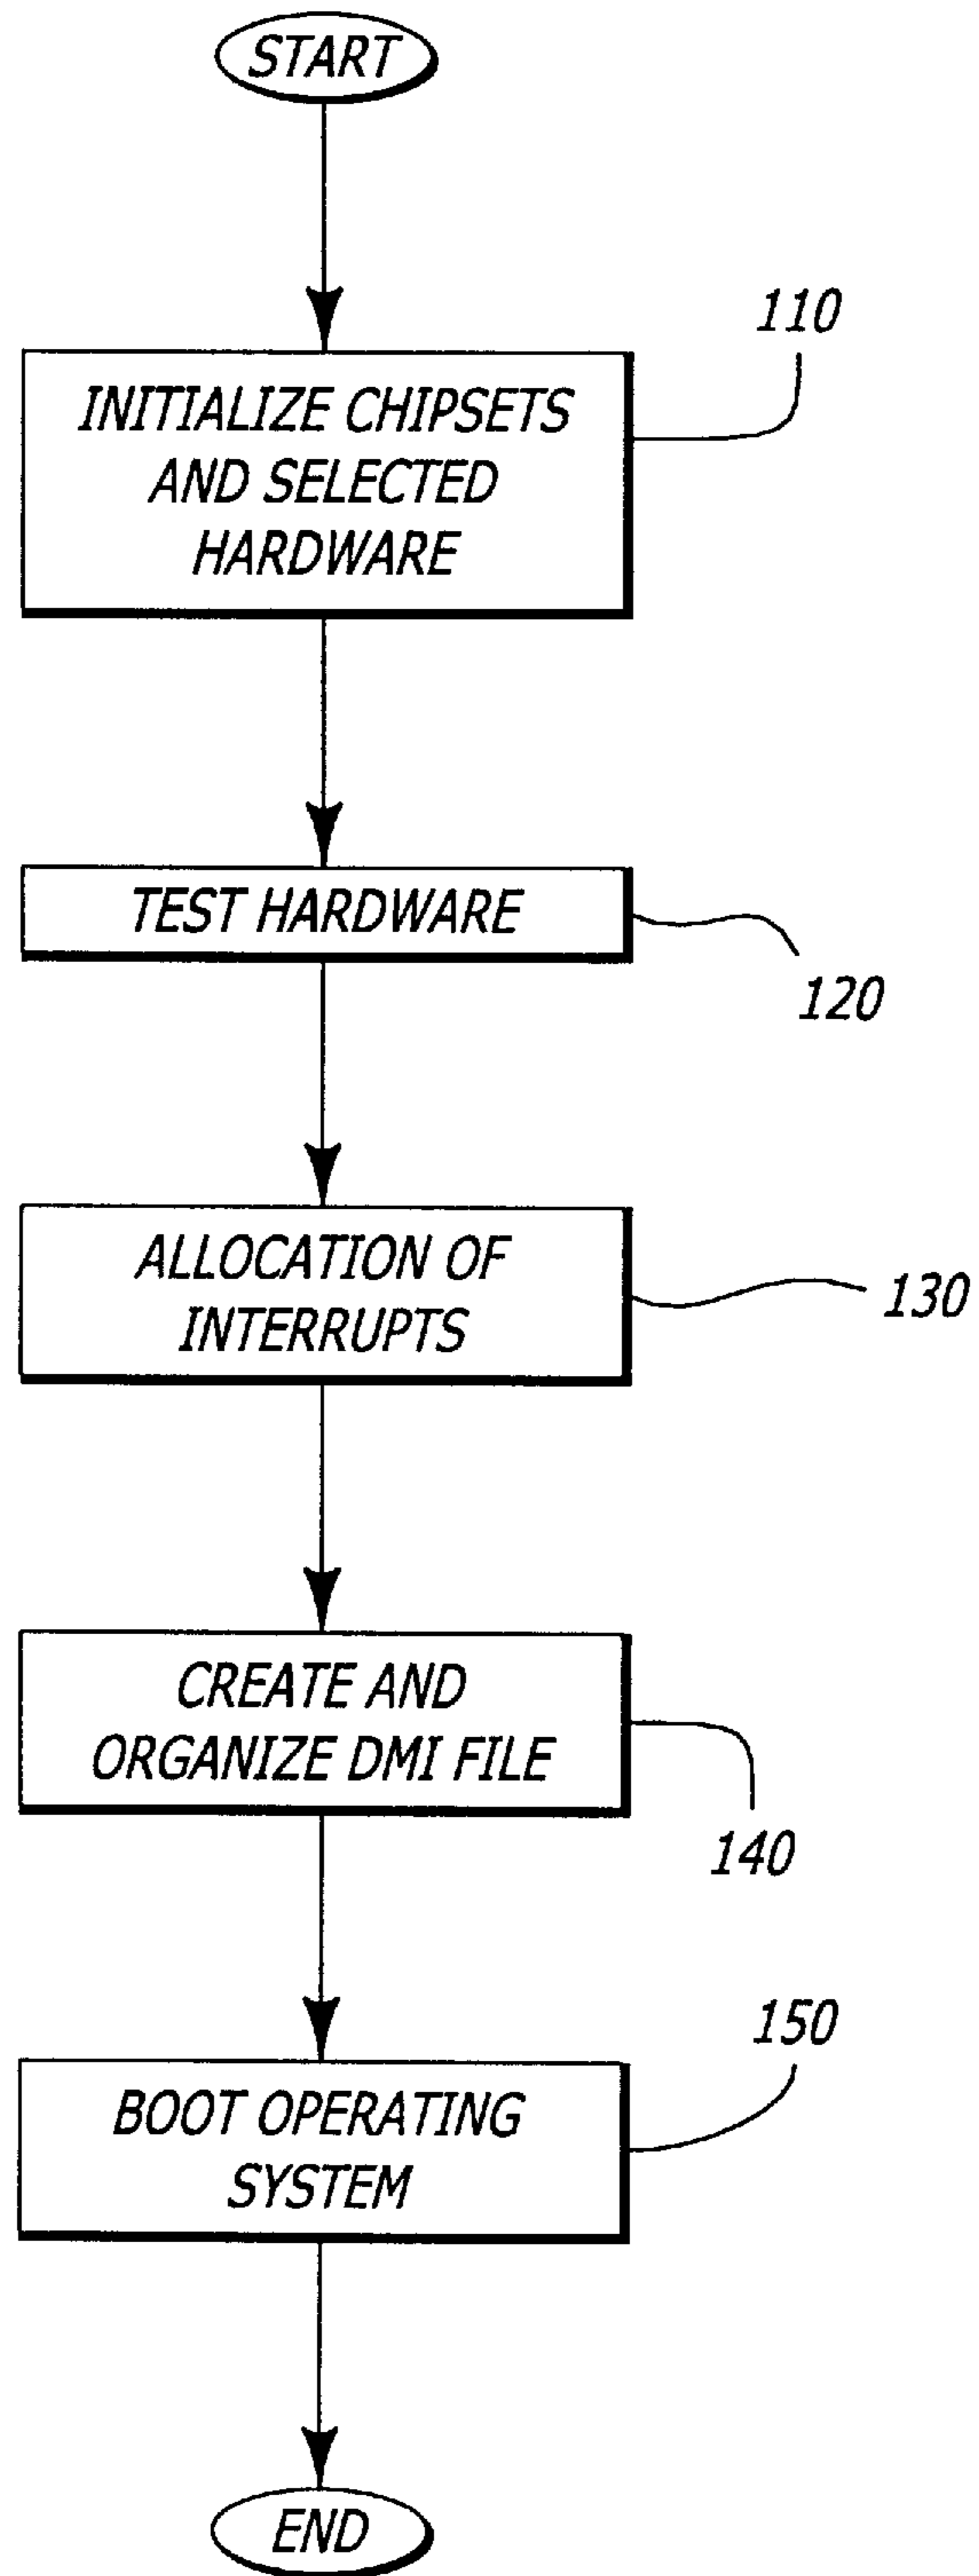 START
110
INITIALIZE CHIPSETS
AND SELECTED
HARDWARE
TEST HARDWARE
120
ALLOCATION OF
INTERRUPTS
130
CREATE AND
ORGANIZE DMI FILE
140
150
BOOT OPERATING
SYSTEM
END